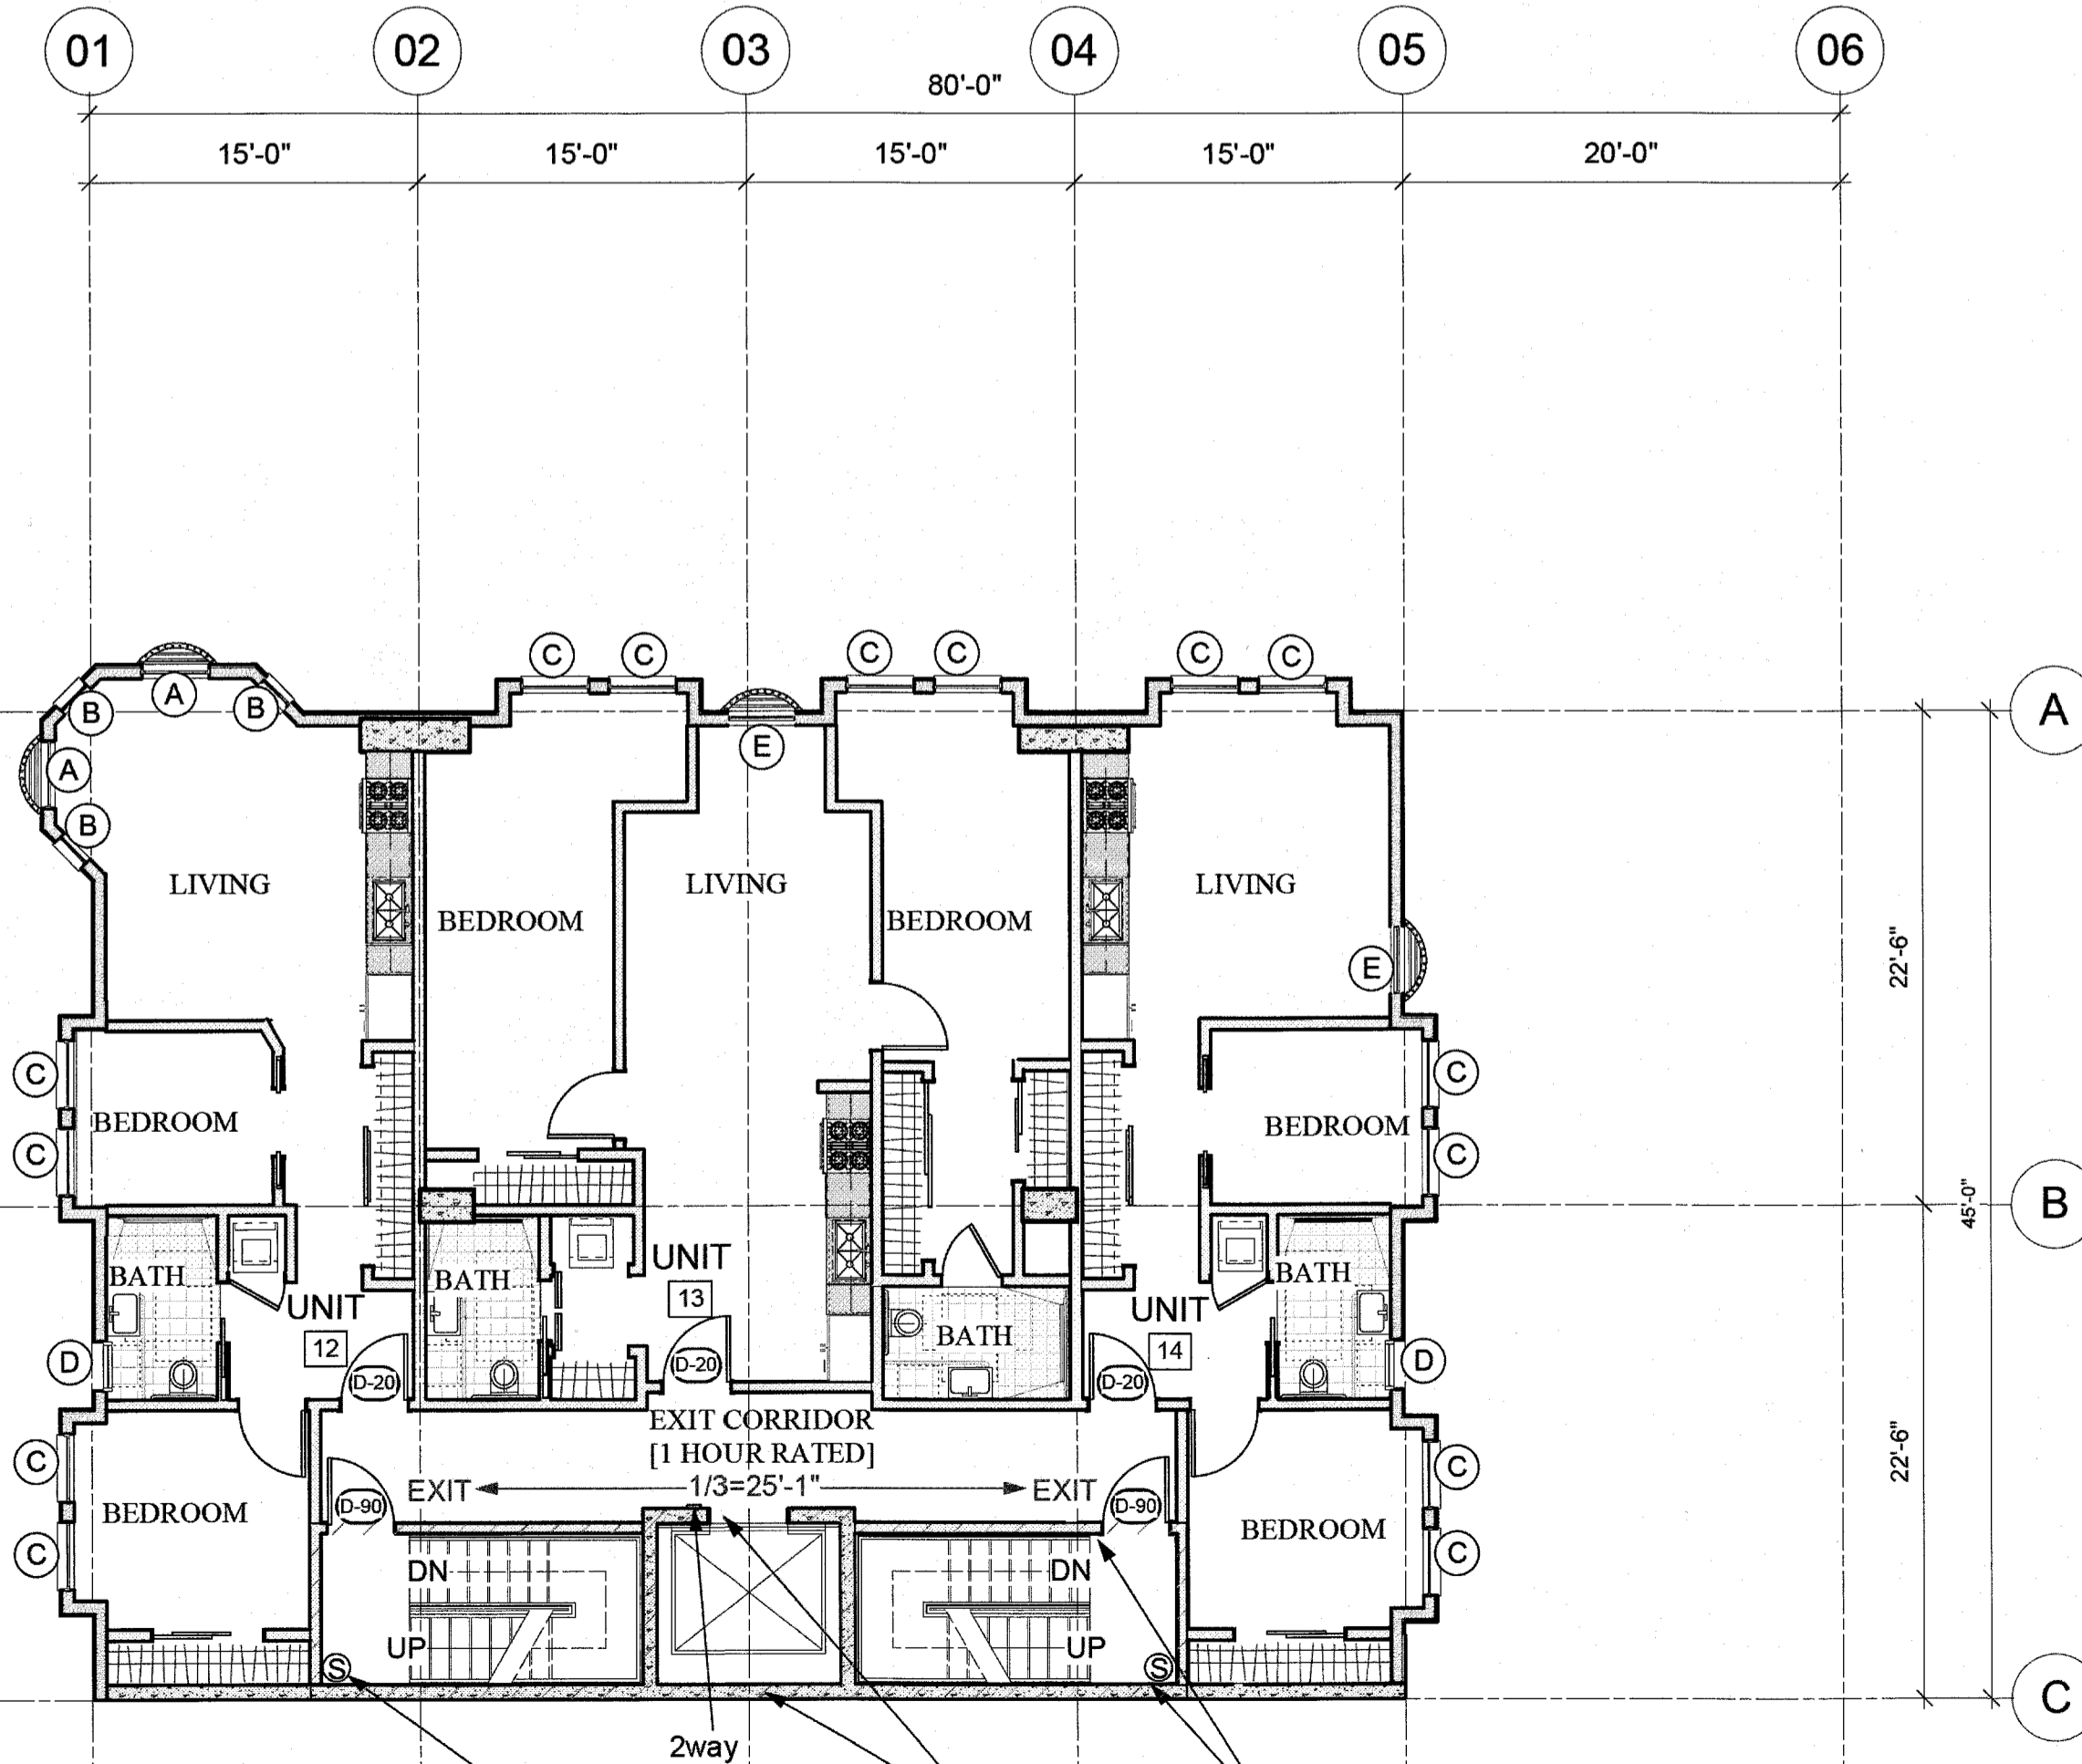 01 02 03 04 05 06
80'-0"
15'-0" 15'-0" 15'-0" 15'-0" 20'-0"
C C C C C C
A
B A B
E
A
B
LIVING LIVING LIVING
BEDROOM BEDROOM
22'-6"
E
C C
BEDROOM BEDROOM
C C
45'-0"
B
UNIT
BATH BATH BATH
13
UNIT UNIT
12 BATH 14
D D-20 D-20 D-20 D
EXIT CORRIDOR
[1 HOUR RATED]
C C
22'-6"
EXIT 1/3=25'-1" EXIT
D-90 D-90
BEDROOM BEDROOM
C C
DN DN
UP UP
S S
C
2way